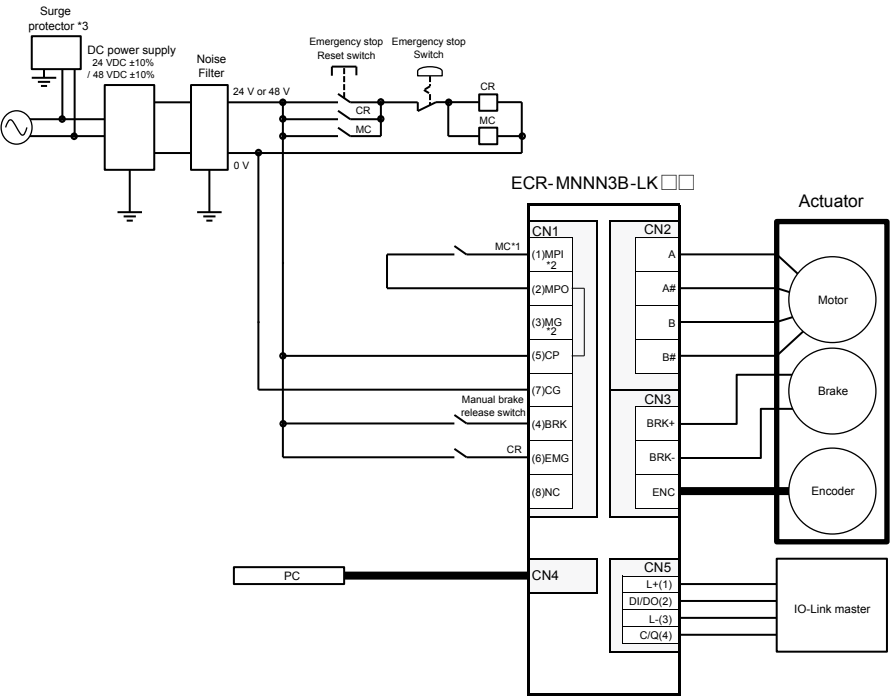 Surge
protector *3
DC power supply
24 VDC ±10%
/ 48 VDC ±10%
Noise
Filter
Emergency stop
Reset switch
Emergency stop
Switch
24 V or 48 V
CR
MC
CR
MC
0 V
ECR-MNNN3B-LK□□
Actuator
CN1
MC*1
(1)MPI
*2
(2)MPO
(3)MG
*2
(5)CP
(7)CG
Manual brake
release switch
(4)BRK
CR
(6)EMG
(8)NC
CN2
A
A#
B
B#
CN3
BRK+
BRK-
ENC
Motor
Brake
Encoder
PC
CN4
CN5
L+(1)
DI/DO(2)
L-(3)
C/Q(4)
IO-Link master